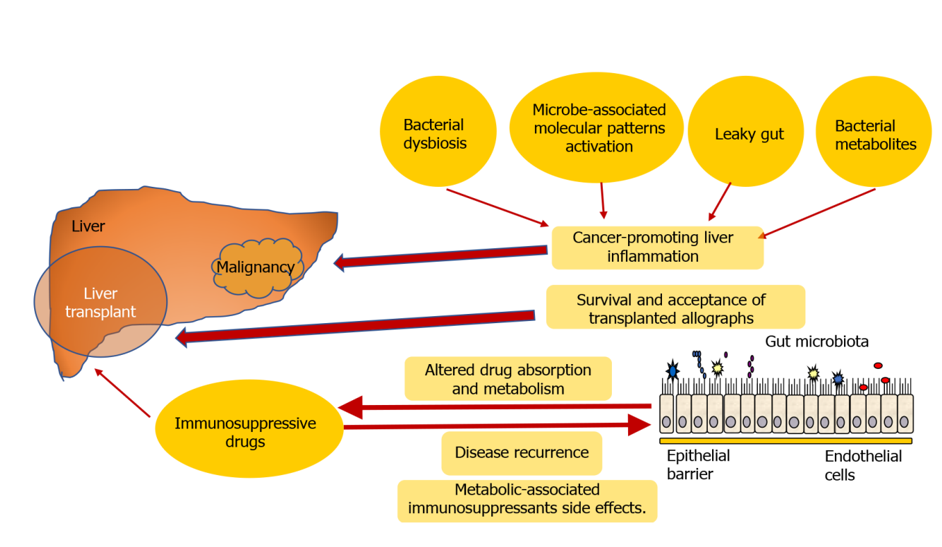 Bacterial
dysbiosis
Microbe-associated
molecular patterns
activation
Leaky gut
Bacterial
metabolites
Liver
Cancer-promoting liver
inflammation
Malignancy
Liver
transplant
Survival and acceptance of
transplanted allographs
Gut microbiota
Altered drug absorption
and metabolism
Immunosuppressive
drugs
Disease recurrence
Epithelial
barrier
Endothelial
cells
Metabolic-associated
immunosuppressants side effects.